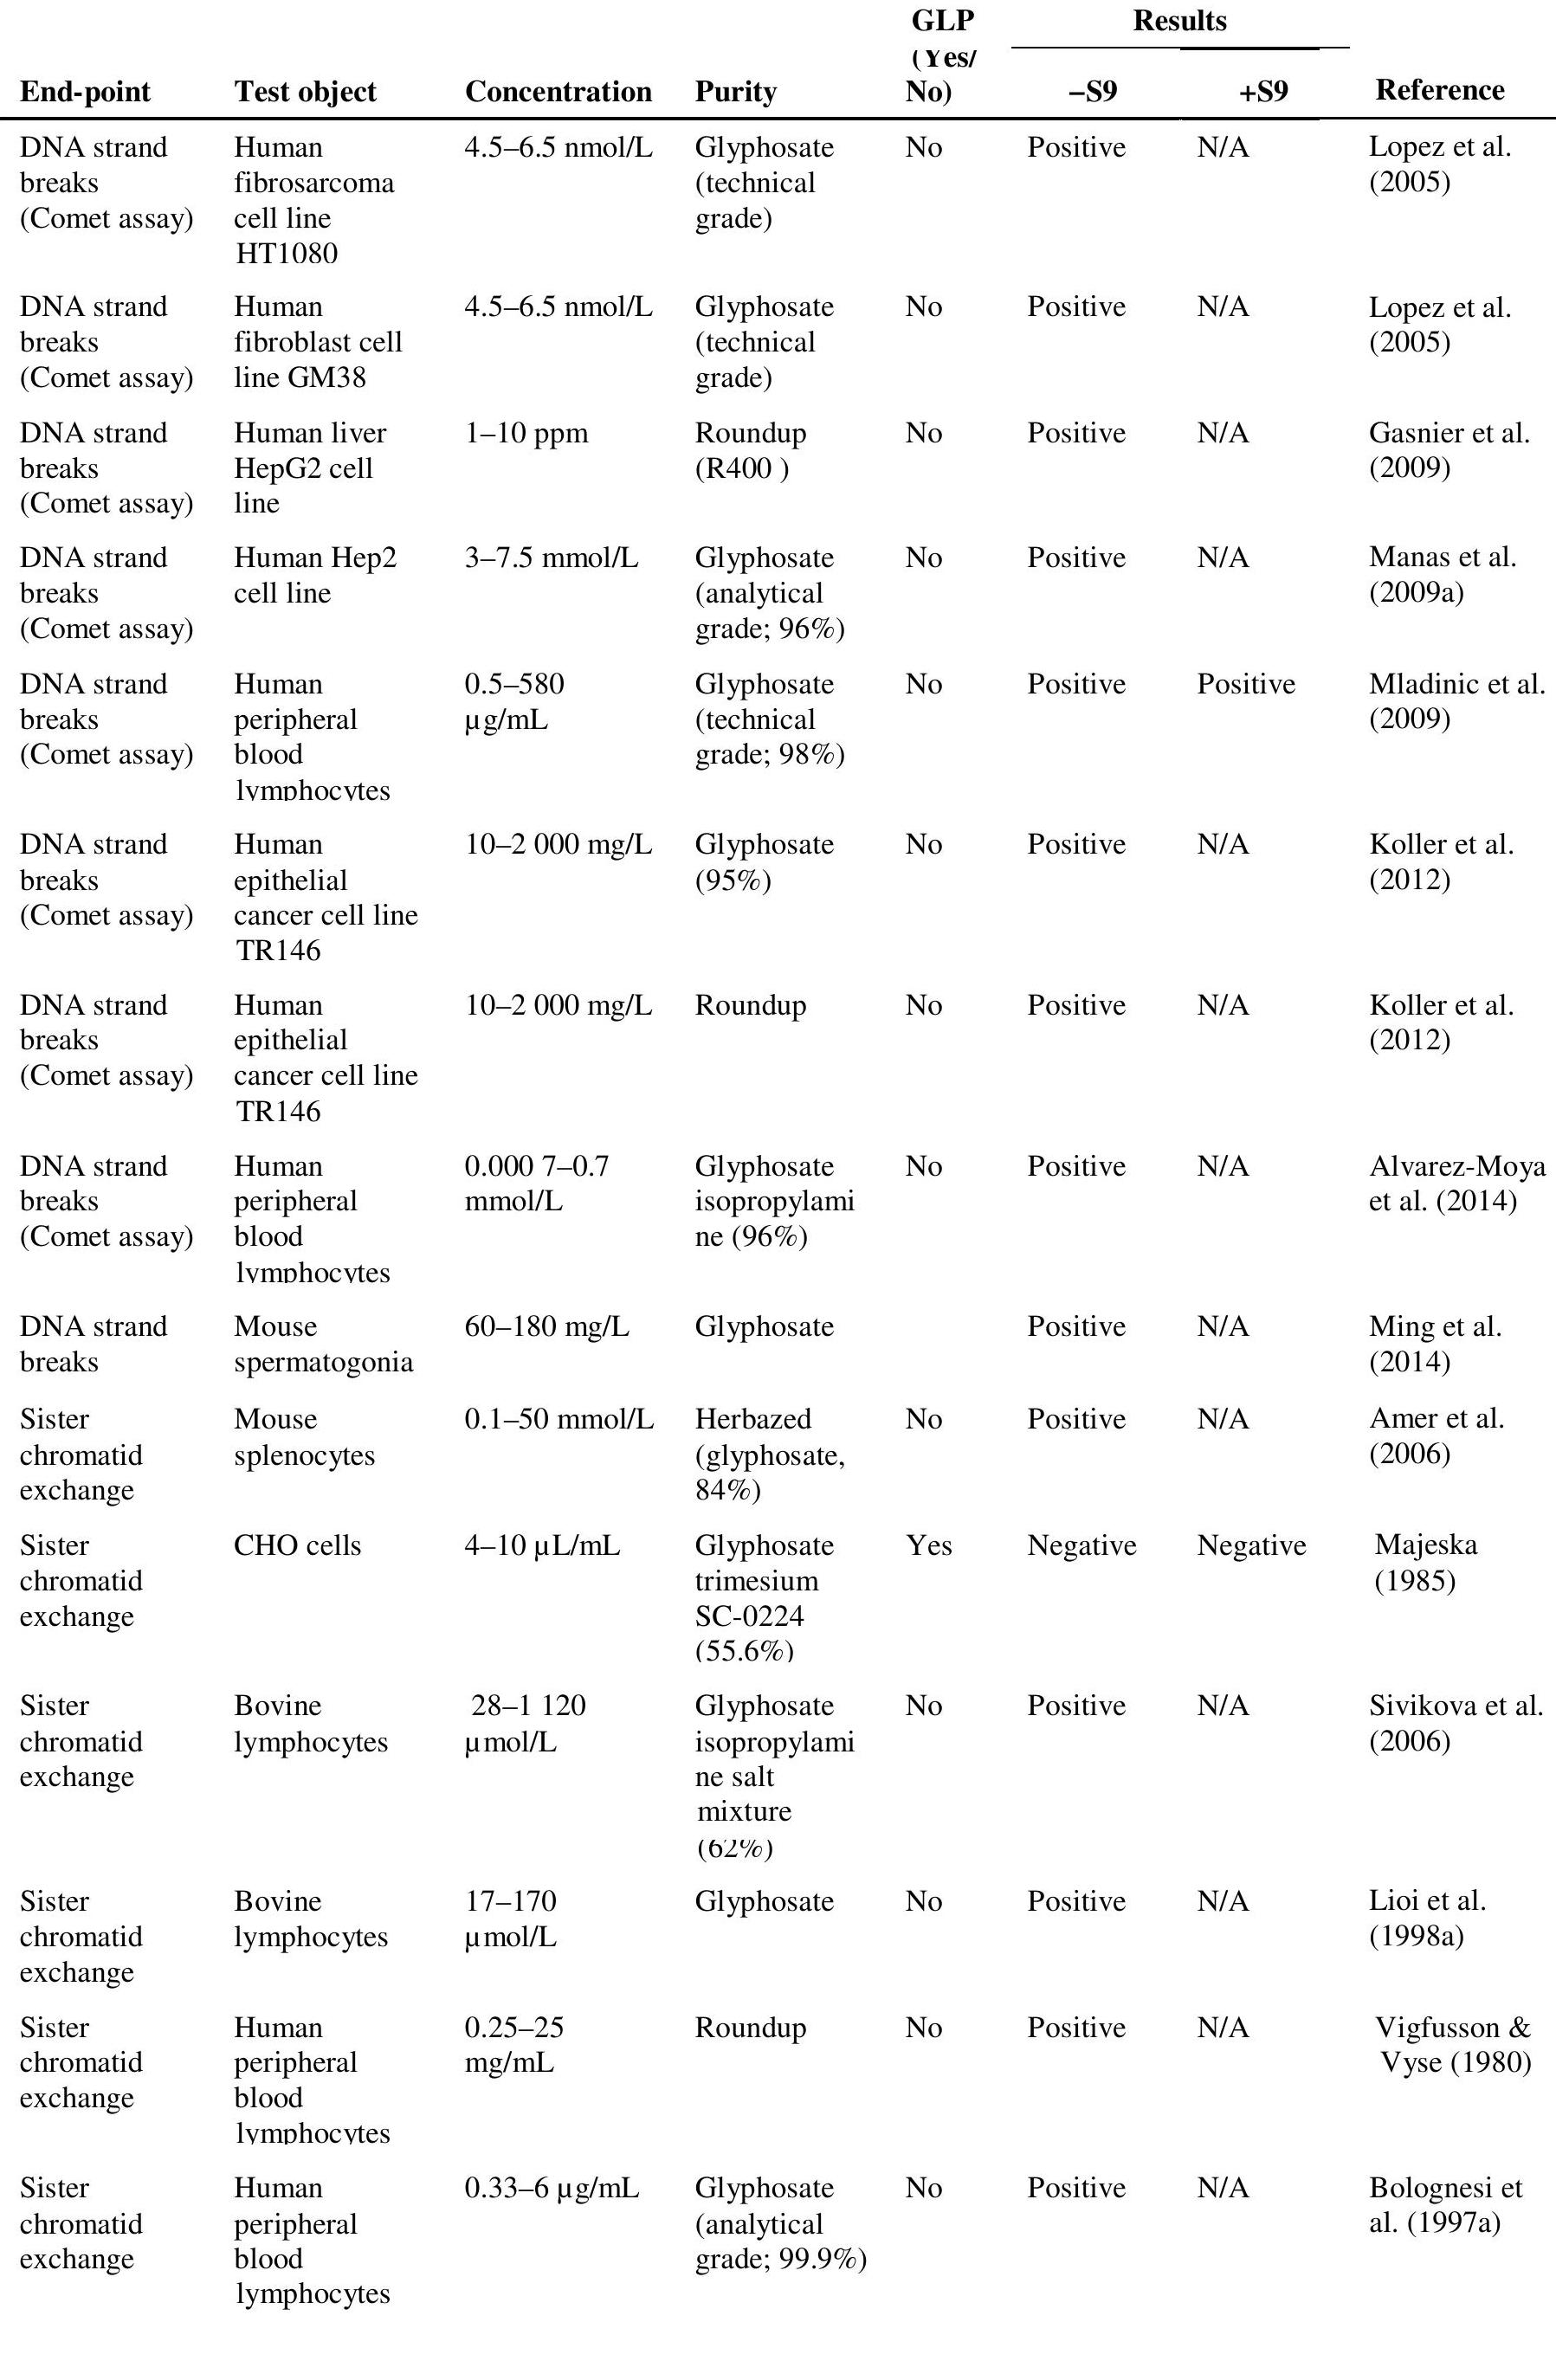 GLP Results
(Yes/
End-point Test object Concentration Purity No) –S9 +S9 Reference
DNA strand Human 4.5–6.5 nmol/L Glyphosate No Positive N/A Lopez et al.
breaks fibrosarcoma (technical (2005)
(Comet assay) cell line grade)
HT1080
DNA strand Human 4.5–6.5 nmol/L Glyphosate No Positive N/A Lopez et al.
breaks fibroblast cell (technical (2005)
(Comet assay) line GM38 grade)
DNA strand Human liver 1–10 ppm Roundup No Positive N/A Gasnier et al.
breaks HepG2 cell (R400 ) (2009)
(Comet assay) line
DNA strand Human Hep2 3–7.5 mmol/L Glyphosate No Positive N/A Manas et al.
breaks cell line (analytical (2009a)
(Comet assay) grade; 96%)
DNA strand Human 0.5–580 Glyphosate No Positive Positive Mladinic et al.
breaks peripheral µg/mL (technical (2009)
(Comet assay) blood grade; 98%)
lymphocytes
DNA strand Human 10–2 000 mg/L Glyphosate No Positive N/A Koller et al.
breaks epithelial (95%) (2012)
(Comet assay) cancer cell line
TR146
DNA strand Human 10–2 000 mg/L Roundup No Positive N/A Koller et al.
breaks epithelial (2012)
(Comet assay) cancer cell line
TR146
DNA strand Human 0.000 7–0.7 Glyphosate No Positive N/A Alvarez-Moya
breaks peripheral mmol/L isopropylami et al. (2014)
(Comet assay) blood ne (96%)
lymphocytes
DNA strand Mouse 60–180 mg/L Glyphosate Positive N/A Ming et al.
breaks spermatogonia (2014)
Sister Mouse 0.1–50 mmol/L Herbazed No Positive N/A Amer et al.
chromatid splenocytes (glyphosate, (2006)
exchange 84%)
Sister CHO cells 4–10 µL/mL Glyphosate Yes Negative Negative Majeska
chromatid trimesium (1985)
exchange SC-0224
(55.6%)
Sister Bovine 28–1 120 Glyphosate No Positive N/A Sivikova et al.
chromatid lymphocytes µmol/L isopropylami (2006)
exchange ne salt
mixture
(62%)
Sister Bovine 17–170 Glyphosate No Positive N/A Lioi et al.
chromatid lymphocytes µmol/L (1998a)
exchange
Sister Human 0.25–25 Roundup No Positive N/A Vigfusson &
chromatid peripheral mg/mL Vyse (1980)
exchange blood
lymphocytes
Sister Human 0.33–6 µg/mL Glyphosate No Positive N/A Bolognesi et
chromatid peripheral (analytical al. (1997a)
exchange blood grade; 99.9%)
lymphocytes